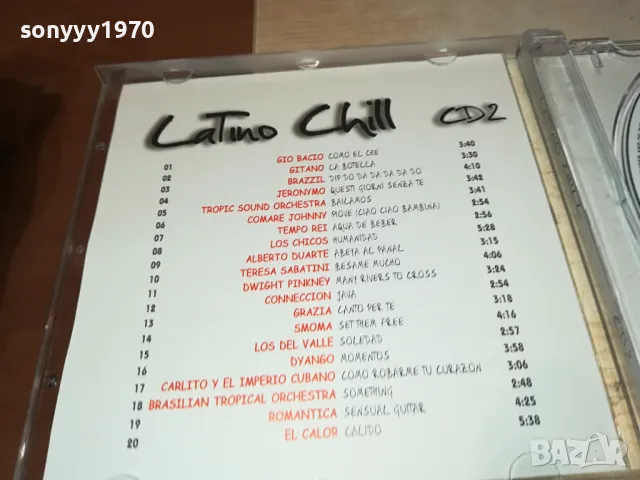 sonyyy1970
Latino Chill CD2
01 GIO BACIO COMO EL CHE 3:40
02 GITANO LA BOTELLA 3:30
03 BRAZZIL DIP DO DA DA DA DO 4:10
04 JERONYMO QUESTI GIORNI SENZA TE 3:42
05 TROPIC SOUND ORCHESTRA BAILAMOS 3:41
06 COMARE JOHNNY PIOVE (CIAO CIAO BAMBINA) 2:54
07 TEMPO REI AQUA DE BEBER 2:56
08 LOS CHICOS HUMANIDAD 5:28
09 ALBERTO DUARTE ABEYA AL PANAL 3:15
10 TERESA SABATINI BESAME MUCHO 4:06
11 DWIGHT PINKNEY MANY RIVERS TO CROSS 3:24
12 CONNECCION JAVA 2:54
13 GRAZIA CANTO PER TE 3:18
14 SMOMA SET THEM FREE 4:16
15 LOS DEL VALLE SOLEDAD 2:57
16 DYANGO MOMENTOS 3:58
17 CARLITO Y EL IMPERIO CUBANO COMO ROBARME TU CURAZÓN 3:06
18 BRASILIAN TROPICAL ORCHESTRA SOMETHING 2:48
19 ROMANTICA SENSUAL GUITAR 4:25
20 EL CALOR CALIDO 5:38
BAZAR